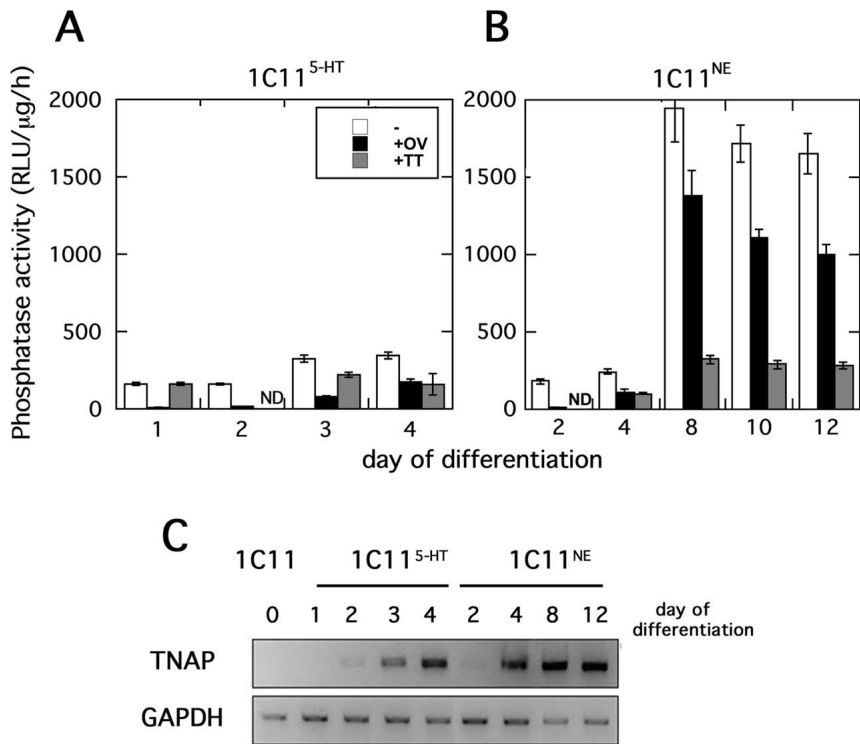 A
B
1C11^5-HT
1C11^NE
Phosphatase activity (RLU/μg/h)
2000
1500
1000
500
0
-
+OV
+TT
ND
1 2 3 4
2000
1500
1000
500
0
ND
2 4 8 10 12
day of differentiation
C
1C11 1C11^5-HT 1C11^NE
0 1 2 3 4 2 4 8 12 day of
differentiation
TNAP
GAPDH